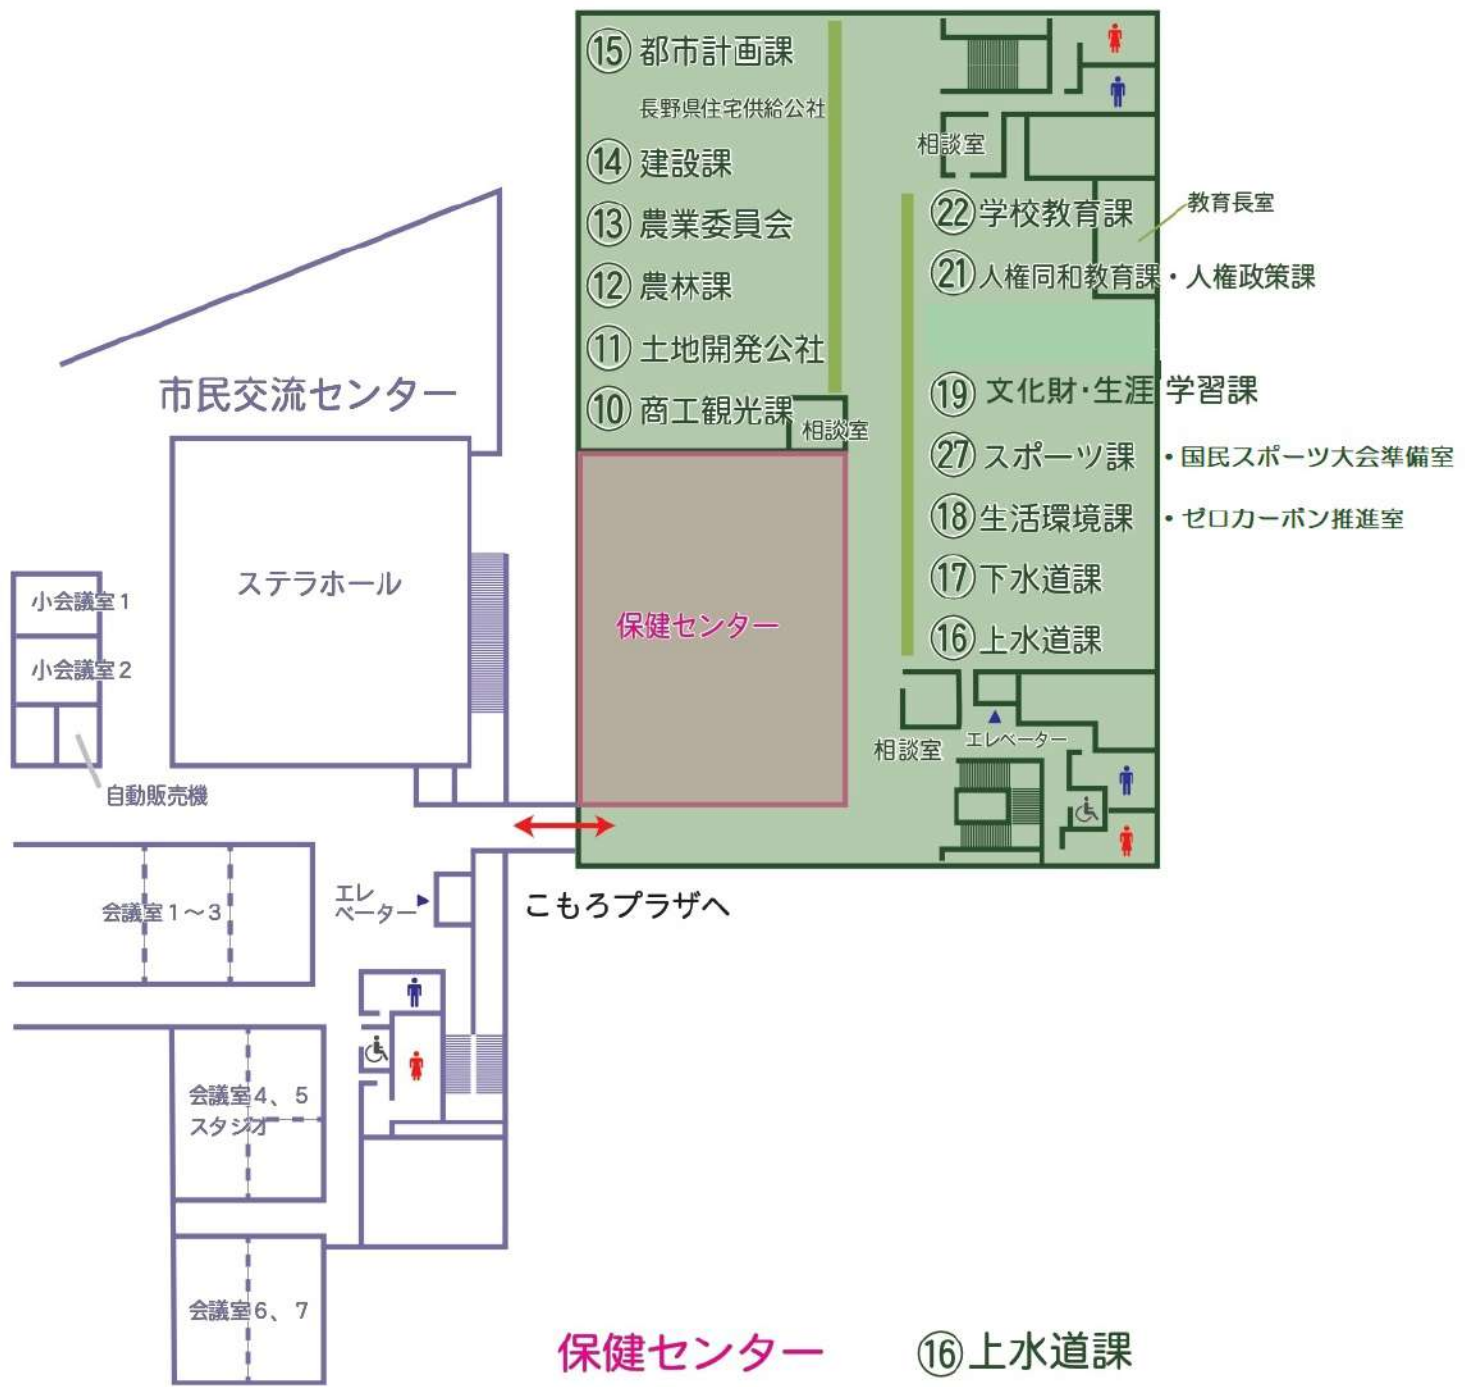 ⑮都市計画課
長野県住宅供給公社
⑭建設課
⑬農業委員会
⑫農林課
⑪土地開発公社
⑩商工観光課
相談室
相談室
㉒学校教育課
教育長室
㉑人権同和教育課・人権政策課
⑲文化財・生涯学習課
㉗スポーツ課・国民スポーツ大会準備室
⑱生活環境課・ゼロカーボン推進室
⑰下水道課
⑯上水道課
相談室
エレベーター
保健センター
市民交流センター
ステラホール
小会議室1
小会議室2
自動販売機
会議室1～3
エレ
ベーター
こもろプラザへ
会議室4、5
スタジオ
会議室6、7
保健センター
⑯上水道課